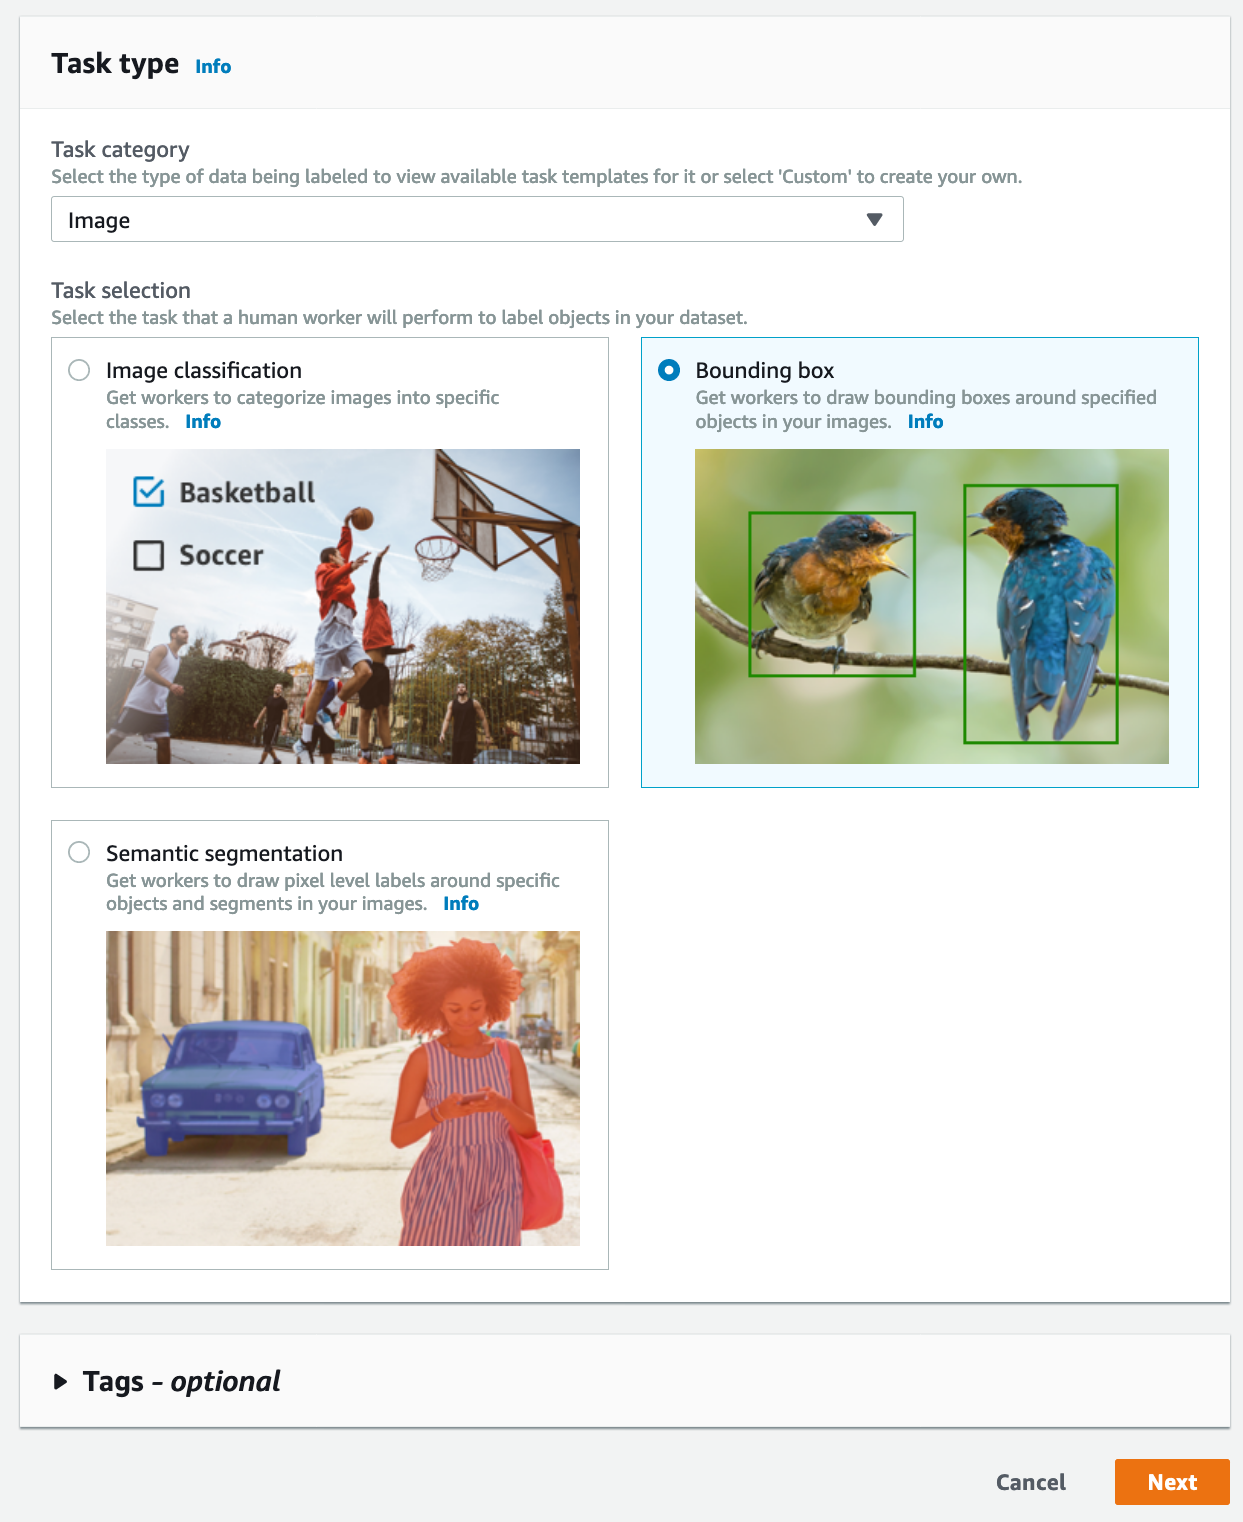 Task type Info
Task category
Select the type of data being labeled to view available task templates for it or select 'Custom' to create your own.
Image
Task selection
Select the task that a human worker will perform to label objects in your dataset.
Image classification
Get workers to categorize images into specific
classes. Info
Basketball
Soccer
Bounding box
Get workers to draw bounding boxes around specified
objects in your images. Info
Semantic segmentation
Get workers to draw pixel level labels around specific
objects and segments in your images. Info
Tags - optional
Cancel
Next